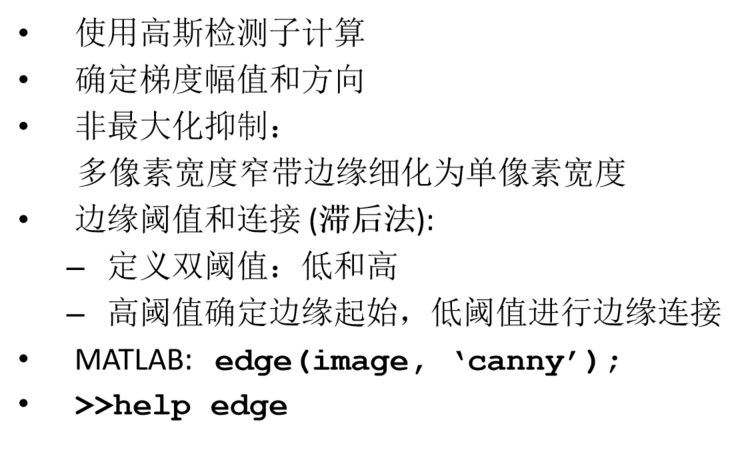 • 使用高斯检测子计算
• 确定梯度幅值和方向
• 非最大化抑制：
多像素宽度窄带边缘细化为单像素宽度
• 边缘阈值和连接 (滞后法):
– 定义双阈值：低和高
– 高阈值确定边缘起始，低阈值进行边缘连接
• MATLAB: edge(image, ‘canny’);
• >>help edge